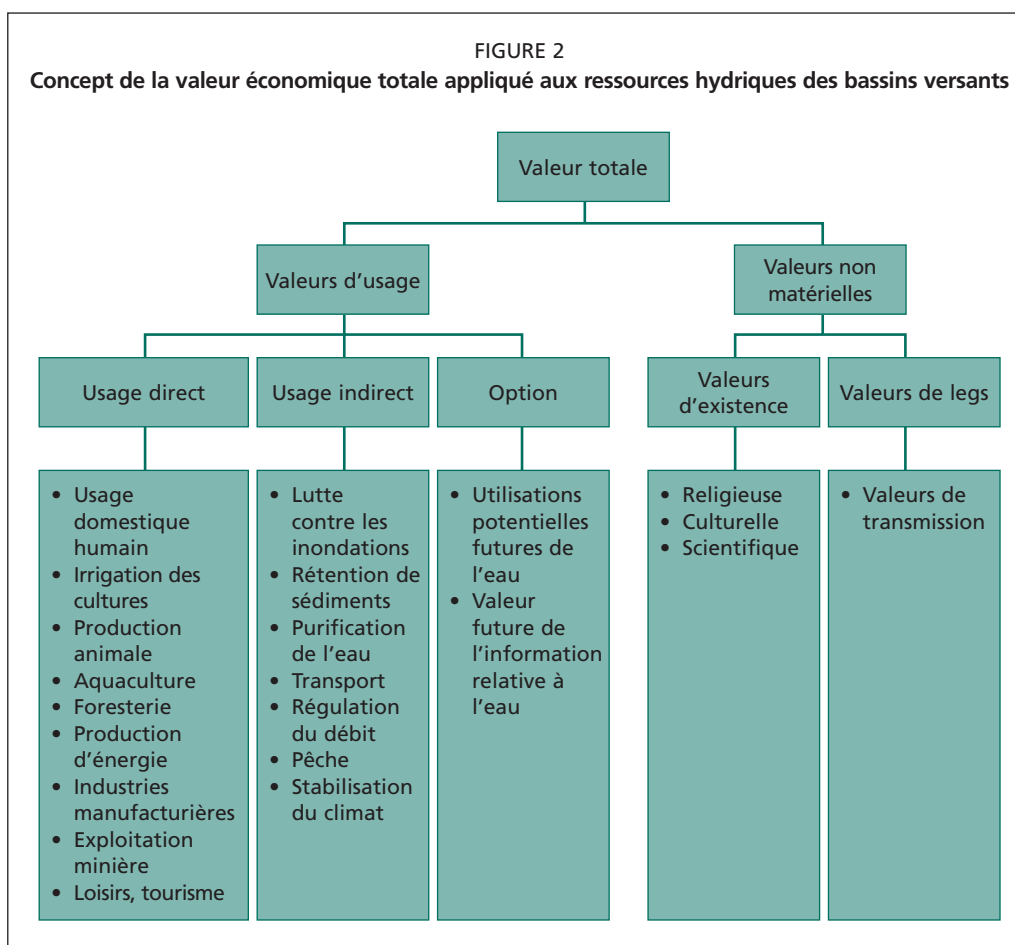 FIGURE 2
Concept de la valeur économique totale appliqué aux ressources hydriques des bassins versants
Valeur totale
Valeurs d'usage
Valeurs non
matérielles
Usage direct
Usage indirect
Option
Valeurs
d'existence
Valeurs de legs
• Usage
domestique
humain
• Irrigation des
cultures
• Production
animale
• Aquaculture
• Foresterie
• Production
d'énergie
• Industries
manufacturières
• Exploitation
minière
• Loisirs, tourisme
• Lutte
contre les
inondations
• Rétention de
sédiments
• Purification
de l'eau
• Transport
• Régulation
du débit
• Pêche
• Stabilisation
du climat
• Utilisations
potentielles
futures de
l'eau
• Valeur
future de
l'information
relative à
l'eau
• Religieuse
• Culturelle
• Scientifique
• Valeurs de
transmission